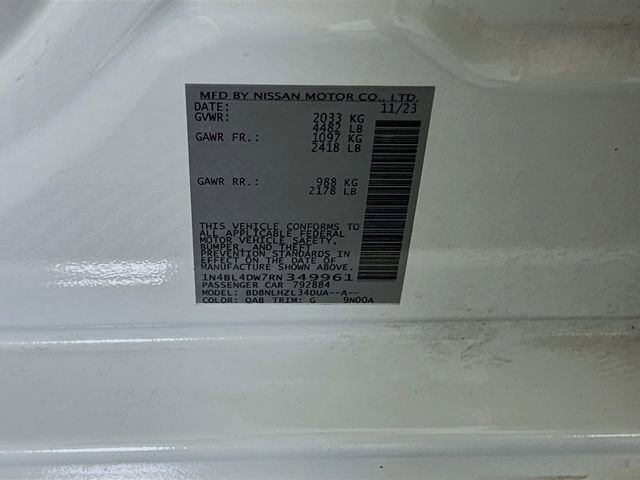 MFD BY NISSAN MOTOR CO., LTD.
DATE: 11/23
GVWR: 2033 KG
4482 LB
GAWR FR.: 1097 KG
2418 LB
GAWR RR.: 988 KG
2178 LB
THIS VEHICLE CONFORMS TO
ALL APPLICABLE FEDERAL
MOTOR VEHICLE SAFETY,
BUMPER, AND THEFT
PREVENTION STANDARDS IN
EFFECT ON THE DATE OF
MANUFACTURE SHOWN ABOVE.
1N4BL4DW7RN349961
PASSENGER CAR 792884
MODEL: BDBNLHZL34DUA--A--
COLOR: QAB TRIM: G 9N00A